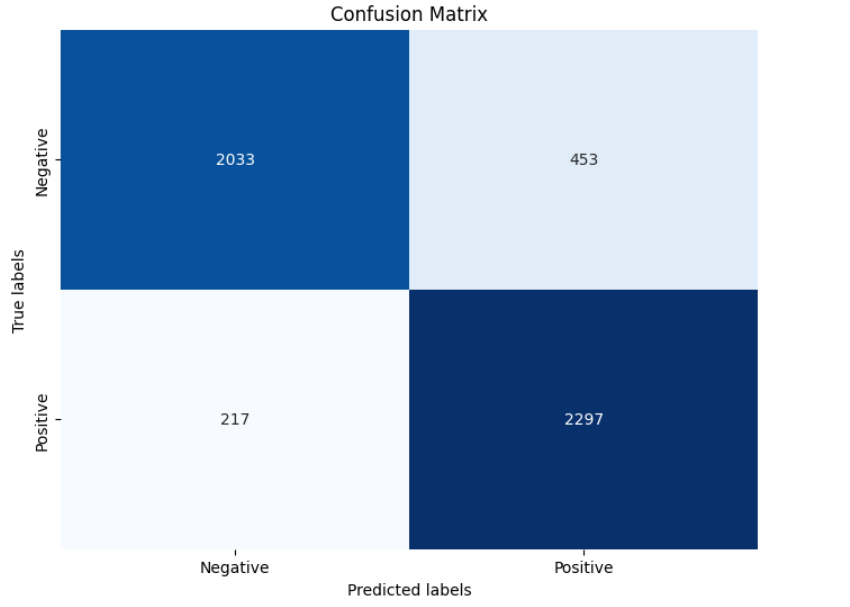 Confusion Matrix
True labels
Negative
2033
453
Positive
217
2297
Negative
Positive
Predicted labels